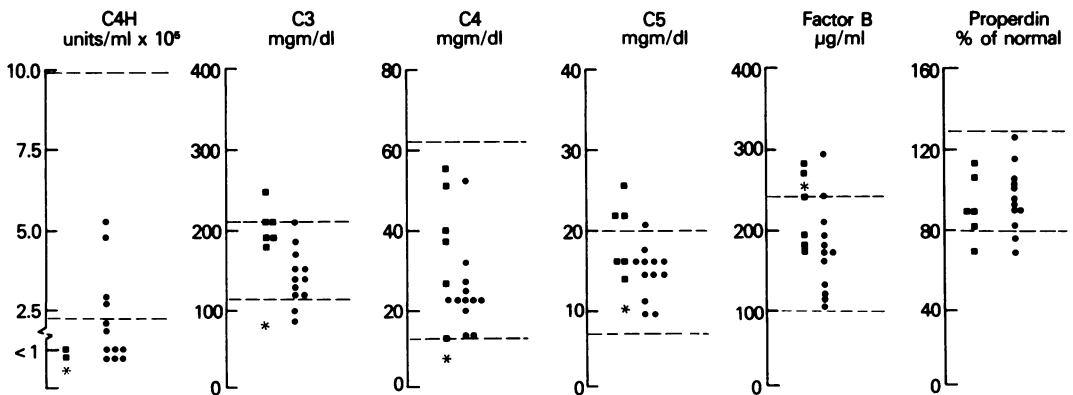 C4H
units/ml x 10⁶
10.0
7.5
5.0
2.5
<1
*
C3
mgm/dl
400
300
200
100
0
*
C4
mgm/dl
80
60
40
20
0
*
C5
mgm/dl
40
30
20
10
0
*
Factor B
µg/ml
400
300
200
100
0
*
Properdin
% of normal
160
120
80
40
0